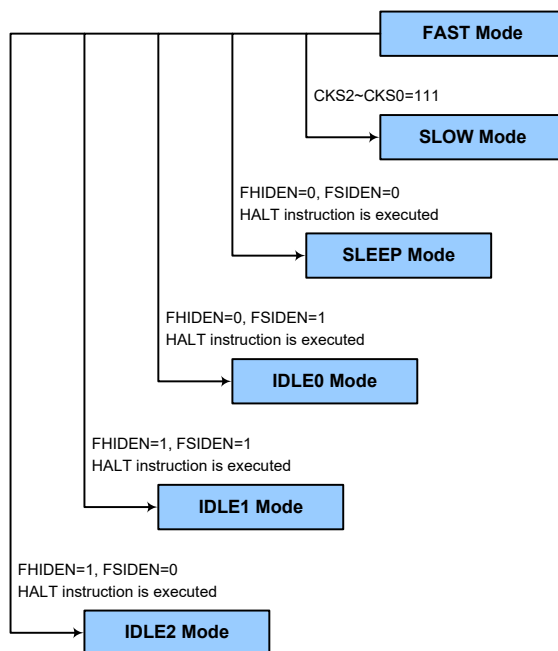 FAST Mode
CKS2~CKS0=111
SLOW Mode
FHIDEN=0, FSIDEN=0
HALT instruction is executed
SLEEP Mode
FHIDEN=0, FSIDEN=1
HALT instruction is executed
IDLE0 Mode
FHIDEN=1, FSIDEN=1
HALT instruction is executed
IDLE1 Mode
FHIDEN=1, FSIDEN=0
HALT instruction is executed
IDLE2 Mode